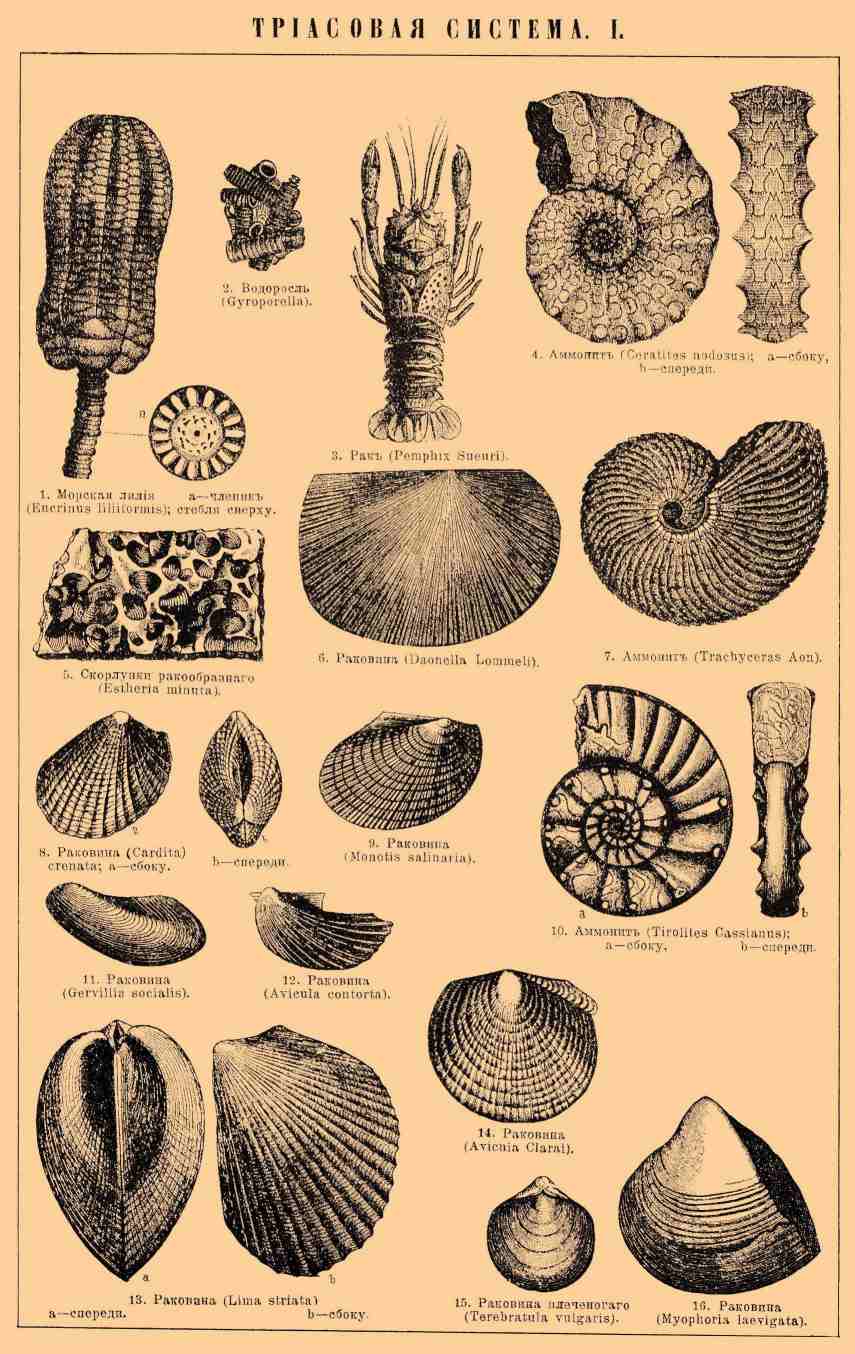 ТРІАСОВАЯ СИСТЕМА. I.
2. Водоросль
(Gyroporella).
4. Аммонитъ (Ceratites nodosus); a—сбоку,
b—спереди.
a
3. Ракъ (Pemphix Sueuri).
1. Морская лилія a—членикъ
(Encrinus liliiformis); стебля сверху.
6. Раковина (Daonella Lommeli).
7. Аммонитъ (Trachyceras Aon).
5. Скорлупки ракообразнаго
(Estheria minuta).
a
8. Раковина (Cardita)
crenata; a—сбоку.
b—спереди.
9. Раковина
(Monotis salinaria).
a
b
10. Аммонитъ (Tirolites Cassianus);
a—сбоку, b—спереди.
11. Раковина
(Gervillia socialis).
12. Раковина
(Avicula contorta).
14. Раковина
(Avicula Clarai).
a
b
13. Раковина (Lima striata)
a—спереди. b—сбоку.
15. Раковина плеченогаго
(Terebratula vulgaris).
16. Раковина
(Myophoria laevigata).